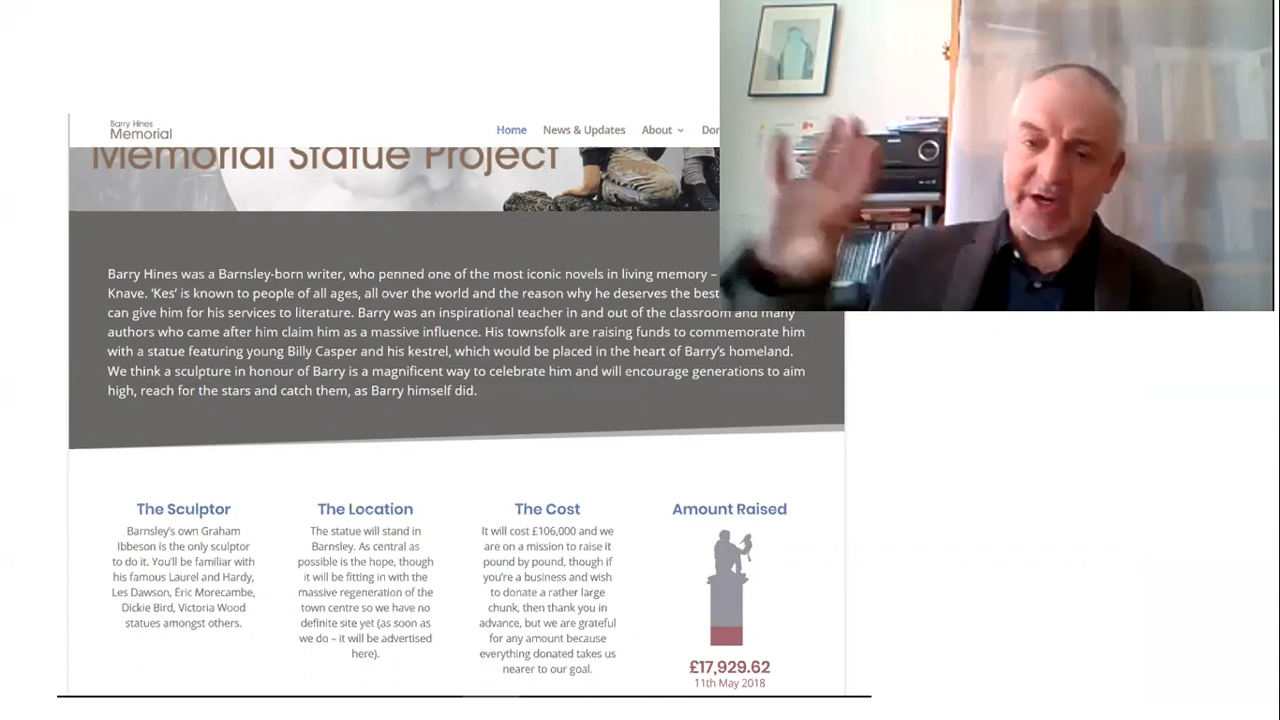 Barry Hines
Memorial
Home News & Updates About
Memorial Statue Project
Barry Hines was a Barnsley-born writer, who penned one of the most iconic novels in living memory –
Knave. ‘Kes’ is known to people of all ages, all over the world and the reason why he deserves the best
can give him for his services to literature. Barry was an inspirational teacher in and out of the classroom and many
authors who came after him claim him as a massive influence. His townsfolk are raising funds to commemorate him
with a statue featuring young Billy Casper and his kestrel, which would be placed in the heart of Barry’s homeland.
We think a sculpture in honour of Barry is a magnificent way to celebrate him and will encourage generations to aim
high, reach for the stars and catch them, as Barry himself did.
The Sculptor
Barnsley’s own Graham
Ibbeson is the only sculptor
to do it. You’ll be familiar with
his famous Laurel and Hardy,
Les Dawson, Eric Morecambe,
Dickie Bird, Victoria Wood
statues amongst others.
The Location
The statue will stand in
Barnsley. As central as
possible is the hope, though
it will be fitting in with the
massive regeneration of the
town centre so we have no
definite site yet (as soon as
we do – it will be advertised
here).
The Cost
It will cost £106,000 and we
are on a mission to raise it
pound by pound, though if
you’re a business and wish
to donate a rather large
chunk, then thank you in
advance, but we are grateful
for any amount because
everything donated takes us
nearer to our goal.
Amount Raised
£17,929.62
11th May 2018